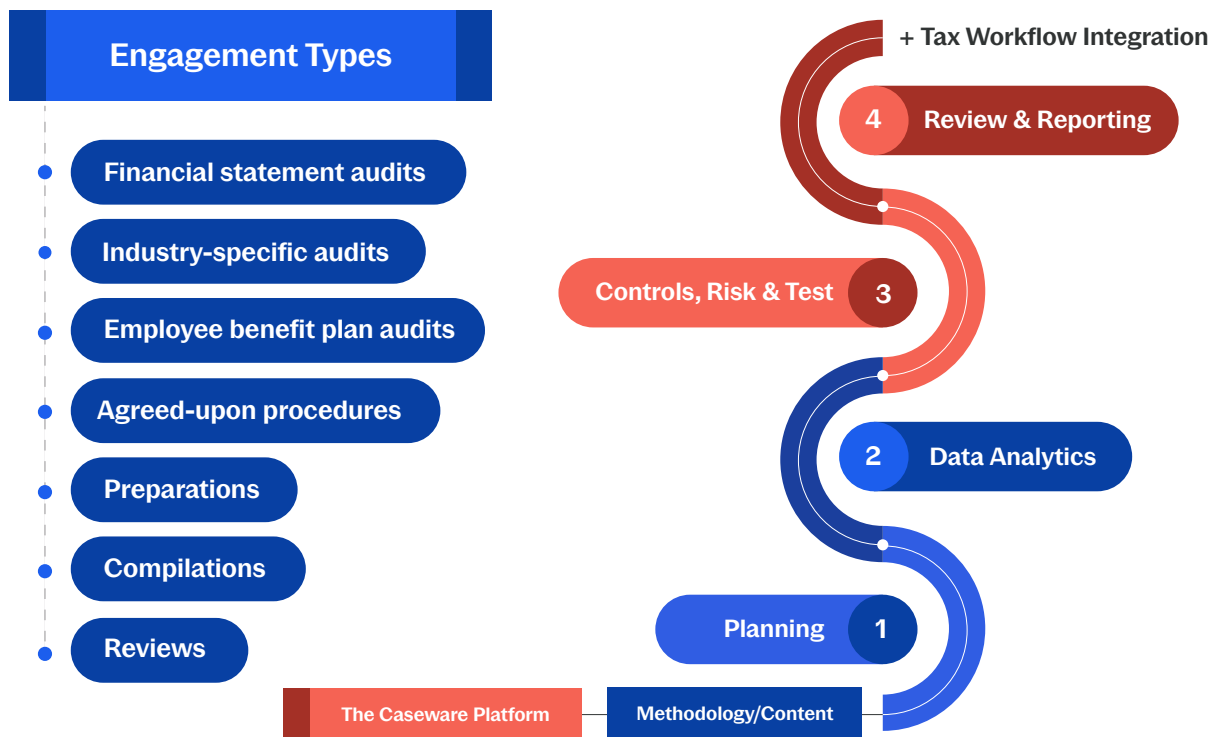 Engagement Types
Financial statement audits
Industry-specific audits
Employee benefit plan audits
Agreed-upon procedures
Preparations
Compilations
Reviews
+ Tax Workflow Integration
4 Review & Reporting
Controls, Risk & Test 3
2 Data Analytics
Planning 1
The Caseware Platform
Methodology/Content